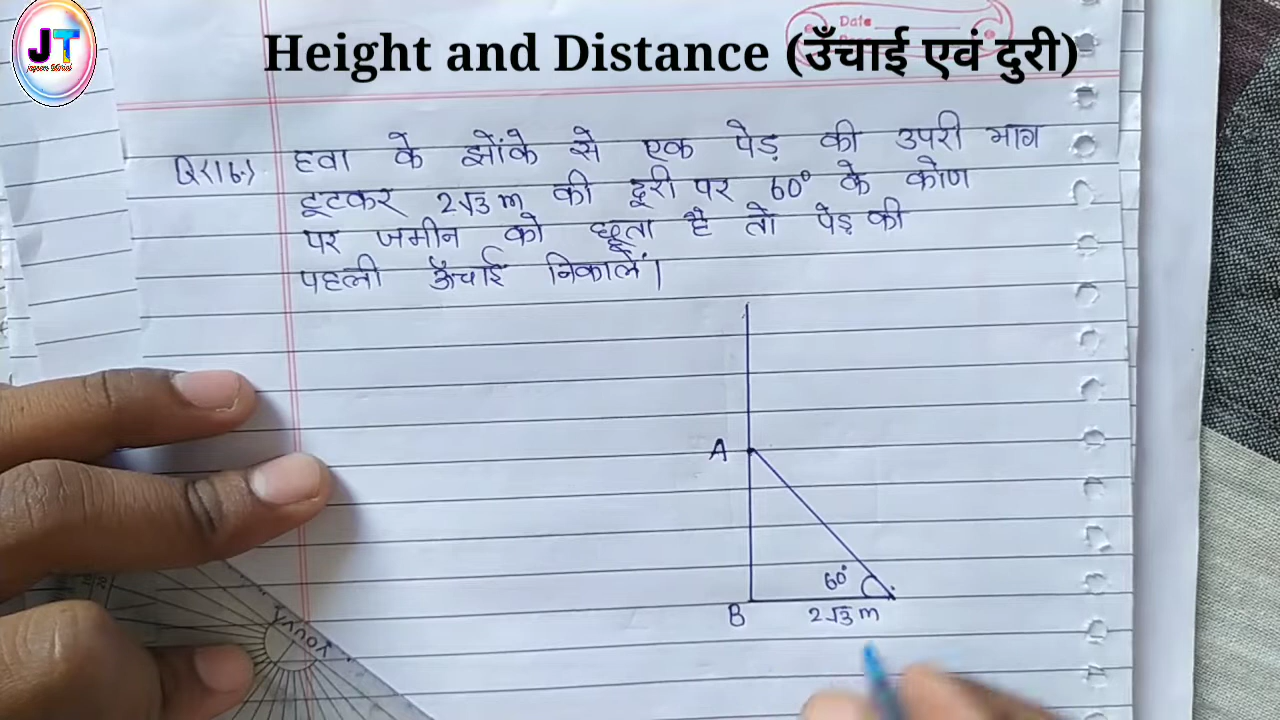 JT
Date
Height and Distance (उँचाई एवं दुरी)
हवा के झोंके से एक पेड़ की उपरी भाग
टूटकर 2√3 m की दूरी पर 60° के कोण
पर जमीन को छूता है तो पेड़ की
पहली ऊँचाई निकालें।
A
60°
B
2√3 m